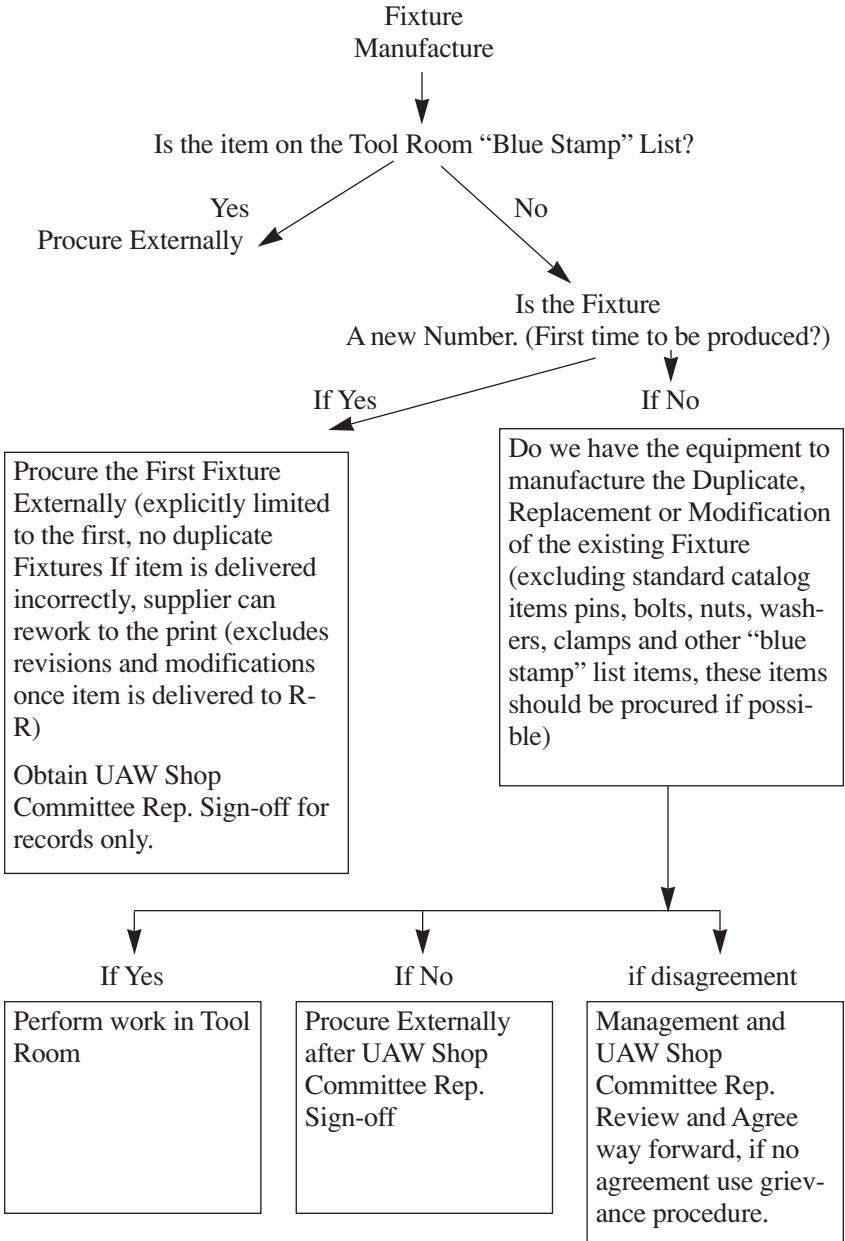 Fixture
Manufacture
Is the item on the Tool Room “Blue Stamp” List?
Yes
Procure Externally
No
Is the Fixture
A new Number. (First time to be produced?)
If Yes
If No
Procure the First Fixture
Externally (explicitly limited
to the first, no duplicate
Fixtures If item is delivered
incorrectly, supplier can
rework to the print (excludes
revisions and modifications
once item is delivered to R-
R)
Obtain UAW Shop
Committee Rep. Sign-off for
records only.
Do we have the equipment to
manufacture the Duplicate,
Replacement or Modification
of the existing Fixture
(excluding standard catalog
items pins, bolts, nuts, wash-
ers, clamps and other “blue
stamp” list items, these items
should be procured if possi-
ble)
If Yes
If No
if disagreement
Perform work in Tool
Room
Procure Externally
after UAW Shop
Committee Rep.
Sign-off
Management and
UAW Shop
Committee Rep.
Review and Agree
way forward, if no
agreement use griev-
ance procedure.